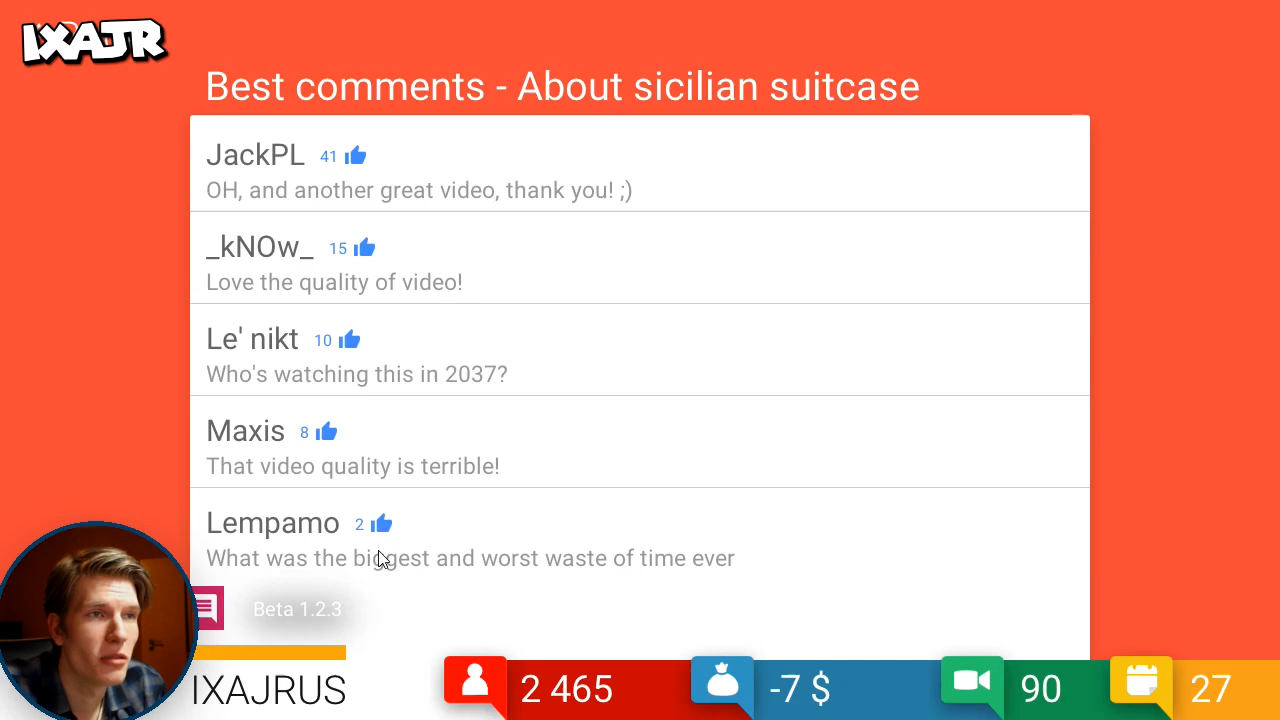 IXAJR
Best comments - About sicilian suitcase
JackPL 41
OH, and another great video, thank you! ;)
_kNOw_ 15
Love the quality of video!
Le' nikt 10
Who's watching this in 2037?
Maxis 8
That video quality is terrible!
Lempamo 2
What was the biggest and worst waste of time ever
Beta 1.2.3
IXAJRUS
2 465
-7 $
90
27